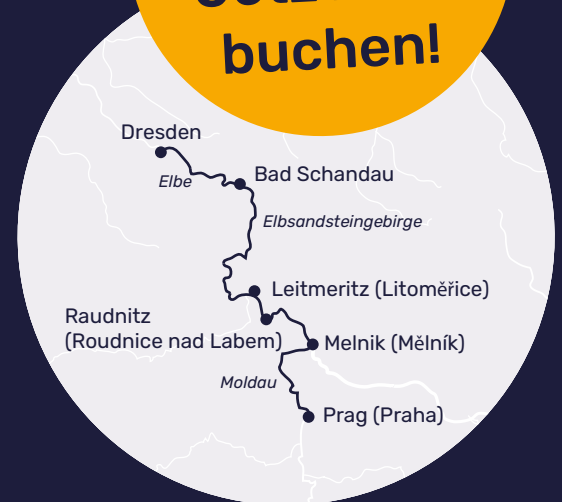 buchen!
Dresden
Elbe
Bad Schandau
Elbsandsteingebirge
Leitmeritz (Litoměřice)
Raudnitz
(Roudnice nad Labem)
Melnik (Mělník)
Moldau
Prag (Praha)